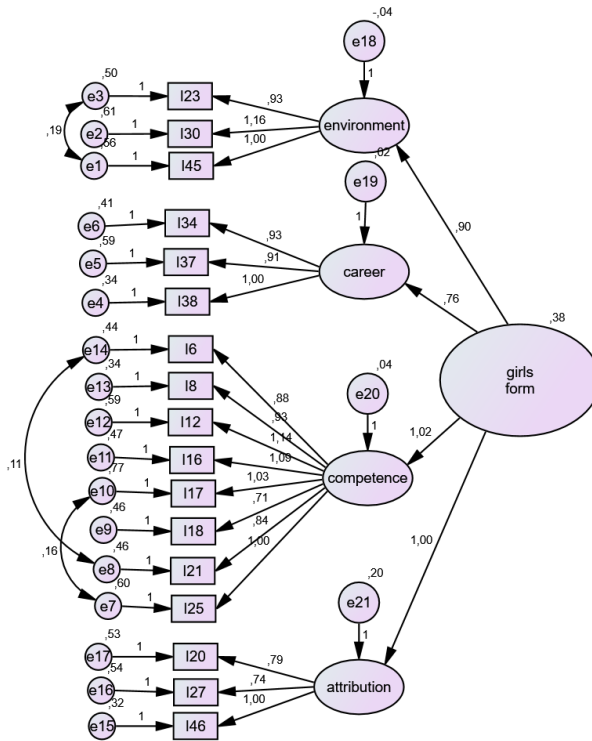 -,04
e18
1
,50
e3
1
I23
,93
,61
e2
1
I30
1,16
environment
,19
,56
e1
1
I45
1,00
,02
e19
1
,90
,41
e6
1
I34
,93
,59
e5
1
I37
,91
career
,34
e4
1
I38
1,00
,76
,38
girls
form
,44
e14
1
I6
,88
,34
e13
1
I8
,93
,04
e20
1
,59
e12
1
I12
1,14
1,02
,47
e11
1
I16
1,09
,11
,77
e10
1
I17
1,03
competence
,46
e9
1
I18
,71
,16
,46
e8
1
I21
,84
,60
e7
1
I25
1,00
1,00
,20
e21
1
,53
e17
1
I20
,79
,54
e16
1
I27
,74
attribution
,32
e15
1
I46
1,00